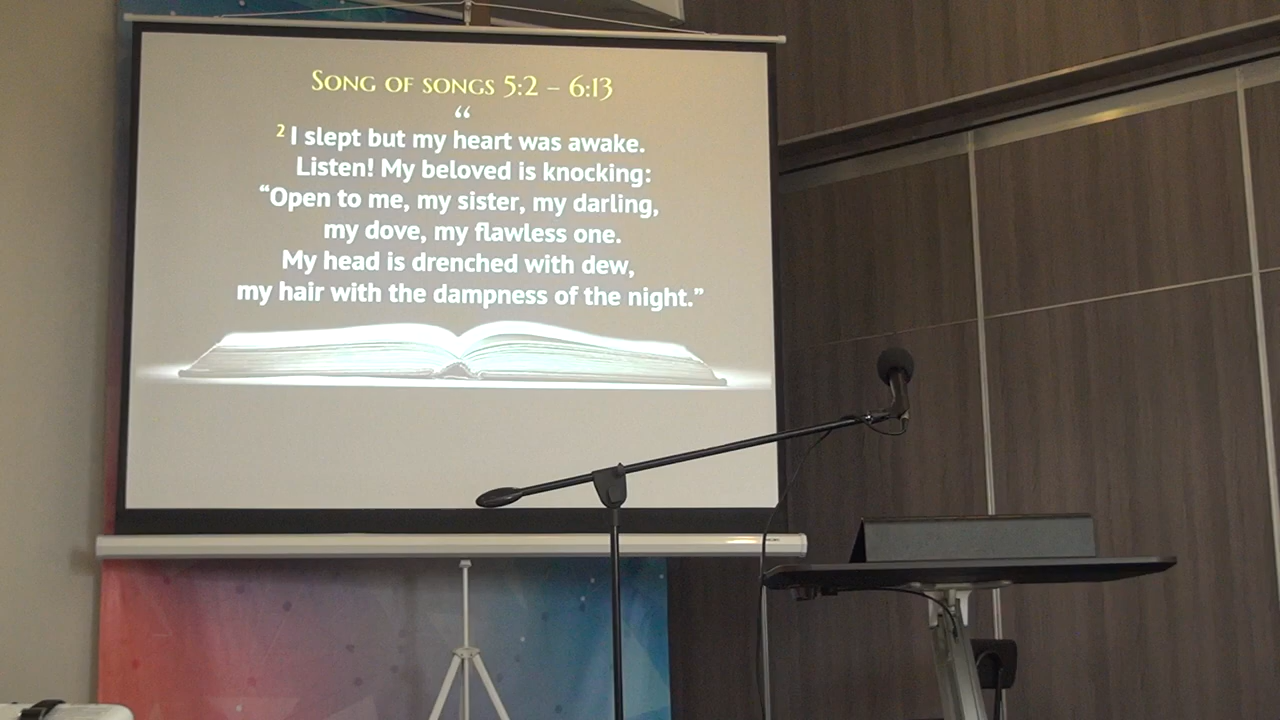 Song of songs 5:2 – 6:13
“
2 I slept but my heart was awake.
Listen! My beloved is knocking:
“Open to me, my sister, my darling,
my dove, my flawless one.
My head is drenched with dew,
my hair with the dampness of the night.”